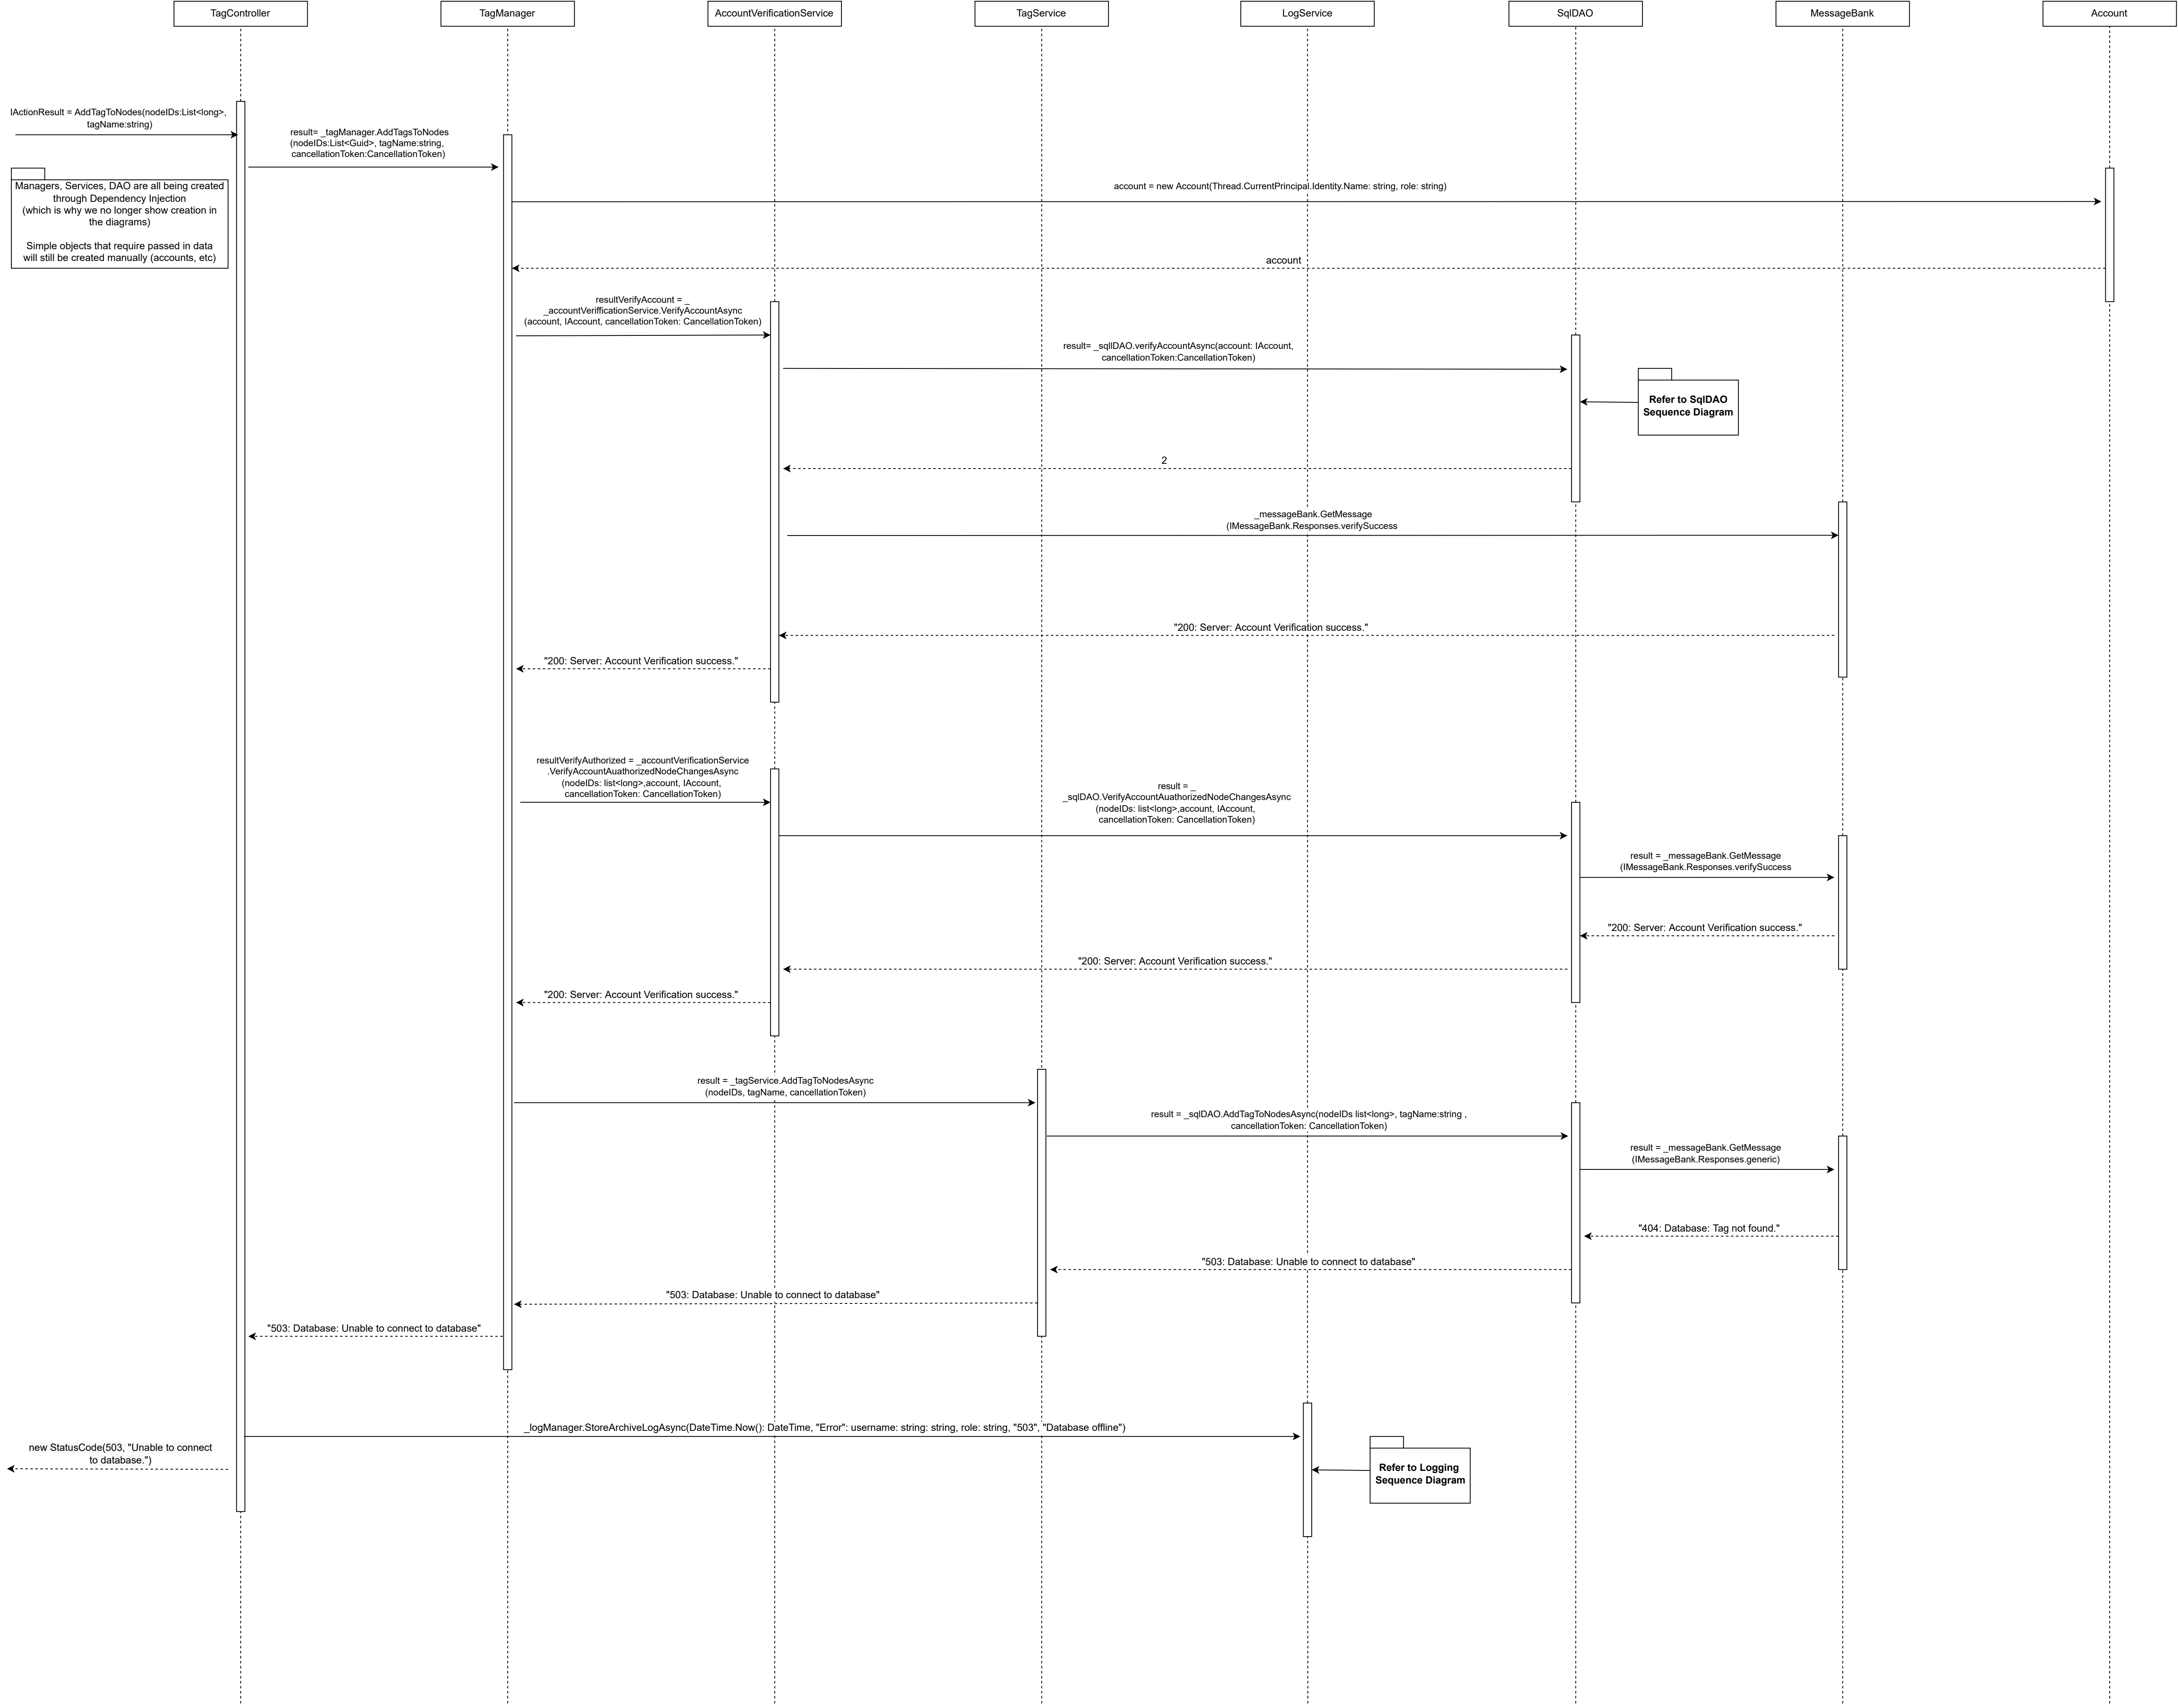 TagController
TagManager
AccountVerificationService
TagService
LogService
SqlDAO
MessageBank
Account
IActionResult = AddTagToNodes(nodeIDs:List<long>,
tagName:string)
result= _tagManager.AddTagsToNodes
(nodeIDs:List<Guid>, tagName:string,
cancellationToken:CancellationToken)
Managers, Services, DAO are all being created
through Dependency Injection
(which is why we no longer show creation in
the diagrams)
Simple objects that require passed in data
will still be created manually (accounts, etc)
account = new Account(Thread.CurrentPrincipal.Identity.Name: string, role: string)
account
resultVerifyAccount = _
_accountVeriffificationService.VerifyAccountAsync
(account, IAccount, cancellationToken: CancellationToken)
result= _sqllDAO.verifyAccountAsync(account: IAccount,
cancellationToken:CancellationToken)
Refer to SqlDAO
Sequence Diagram
2
_messageBank.GetMessage
(IMessageBank.Responses.verifySuccess
"200: Server: Account Verification success."
"200: Server: Account Verification success."
resultVerifyAuthorized = _accountVerificationService
.VerifyAccountAuathorizedNodeChangesAsync
(nodeIDs: list<long>,account, IAccount,
cancellationToken: CancellationToken)
result = _
_sqlDAO.VerifyAccountAuathorizedNodeChangesAsync
(nodeIDs: list<long>,account, IAccount,
cancellationToken: CancellationToken)
result = _messageBank.GetMessage
(IMessageBank.Responses.verifySuccess
"200: Server: Account Verification success."
"200: Server: Account Verification success."
"200: Server: Account Verification success."
result = _tagService.AddTagToNodesAsync
(nodeIDs, tagName, cancellationToken)
result = _sqlDAO.AddTagToNodesAsync(nodeIDs list<long>, tagName:string ,
cancellationToken: CancellationToken)
result = _messageBank.GetMessage
(IMessageBank.Responses.generic)
"404: Database: Tag not found."
"503: Database: Unable to connect to database"
"503: Database: Unable to connect to database"
"503: Database: Unable to connect to database"
_logManager.StoreArchiveLogAsync(DateTime.Now(): DateTime, "Error": username: string: string, role: string, "503", "Database offline")
new StatusCode(503, "Unable to connect
to database.")
Refer to Logging
Sequence Diagram